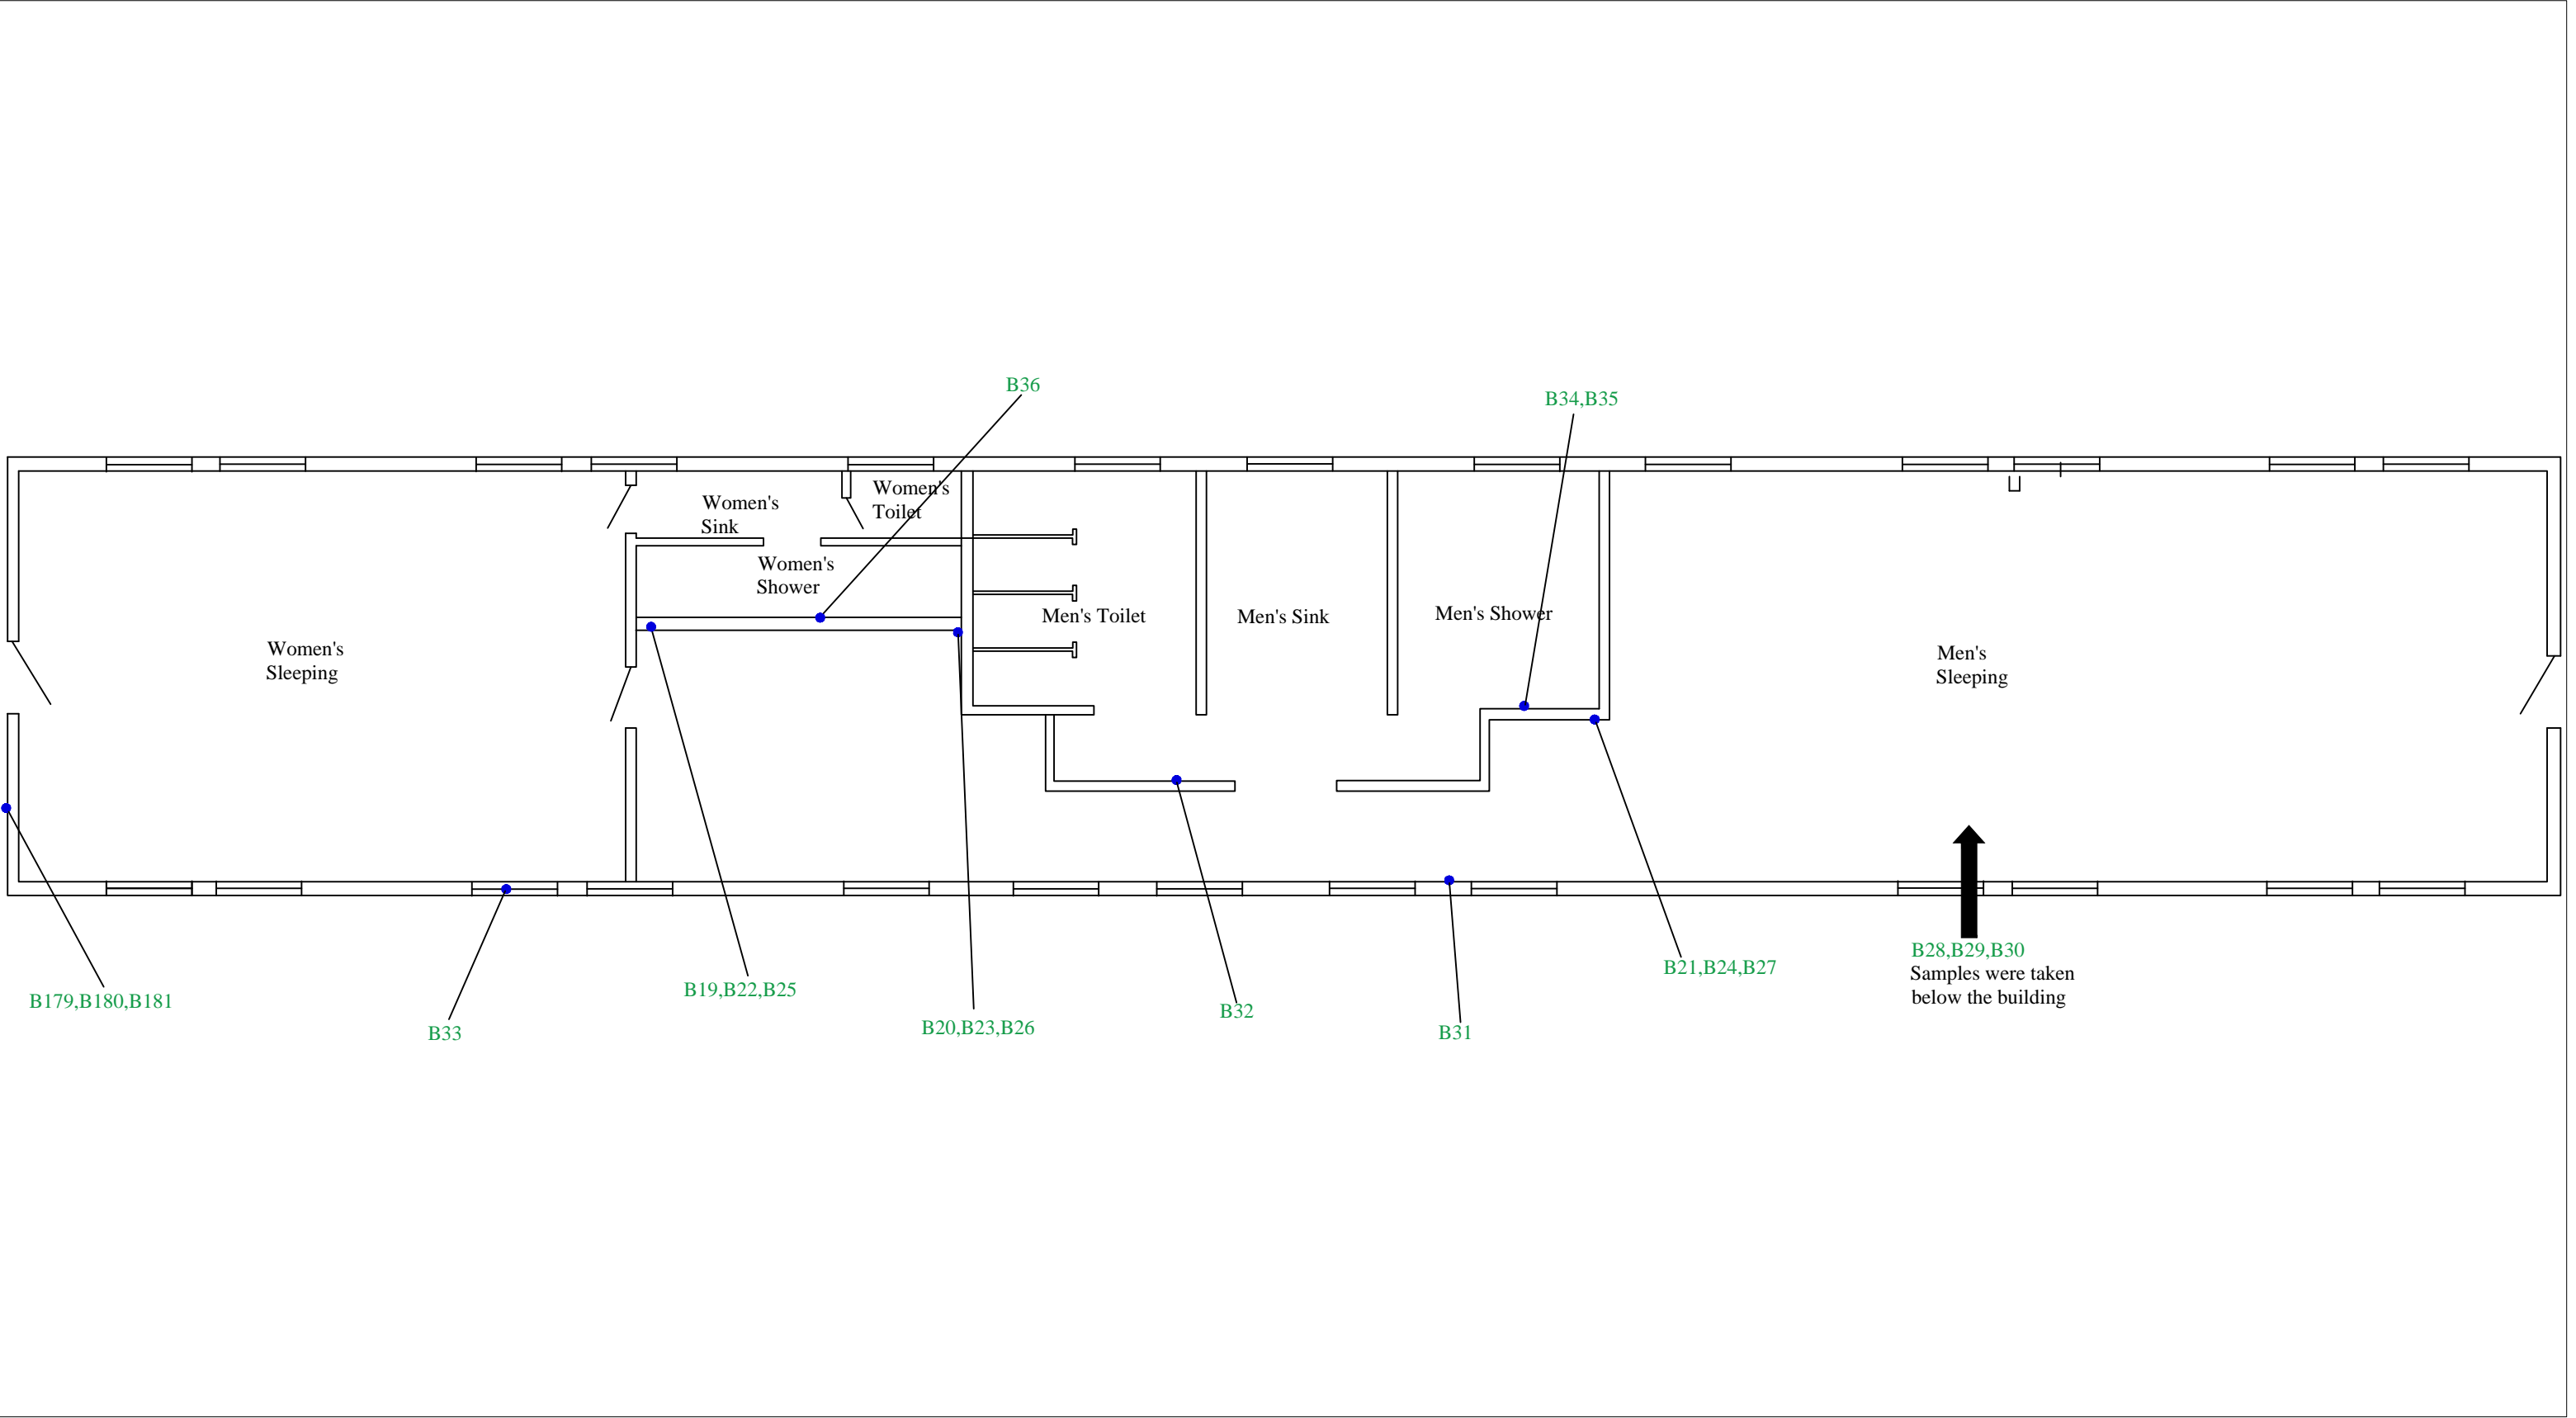 B36
B34,B35
Women's
Toilet
Women's
Sink
Women's
Shower
Men's Toilet
Men's Sink
Men's Shower
Women's
Sleeping
Men's
Sleeping
B28,B29,B30
Samples were taken
below the building
B21,B24,B27
B19,B22,B25
B179,B180,B181
B32
B20,B23,B26
B33
B31